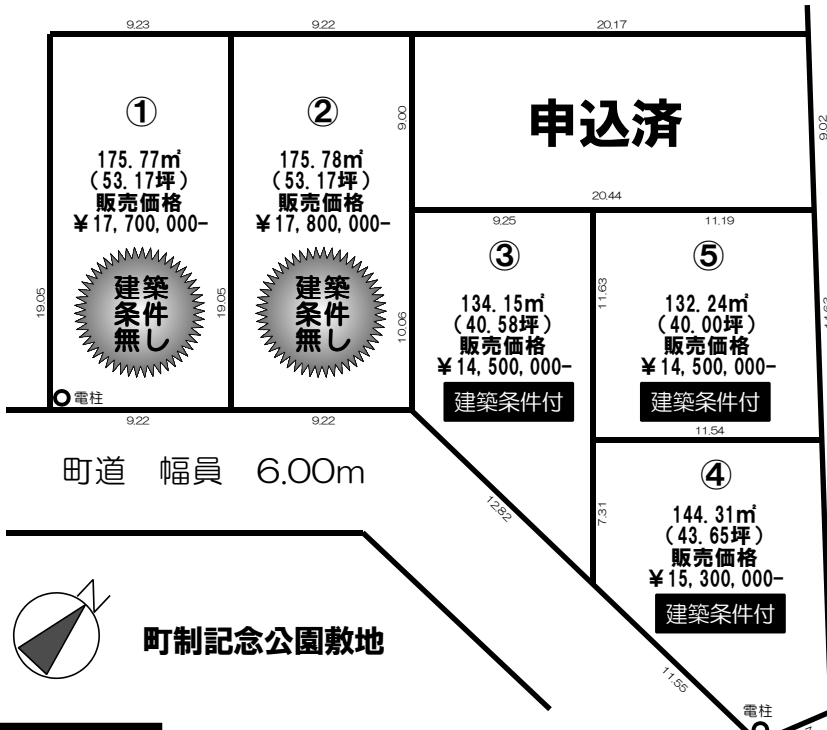 9.23
9.22
20.17
①
175.77㎡
(53.17坪)
販売価格
¥17,700,000-
建築
条件
無し
19.05
19.05
電柱
9.22
②
175.78㎡
(53.17坪)
販売価格
¥17,800,000-
建築
条件
無し
9.00
10.06
9.22
申込済
9.02
20.44
9.25
③
134.15㎡
(40.58坪)
販売価格
¥14,500,000-
建築条件付
11.63
12.82
11.19
⑤
132.24㎡
(40.00坪)
販売価格
¥14,500,000-
建築条件付
11.54
④
144.31㎡
(43.65坪)
販売価格
¥15,300,000-
建築条件付
7.31
11.55
電柱
町道 幅員 6.00m
N
町制記念公園敷地